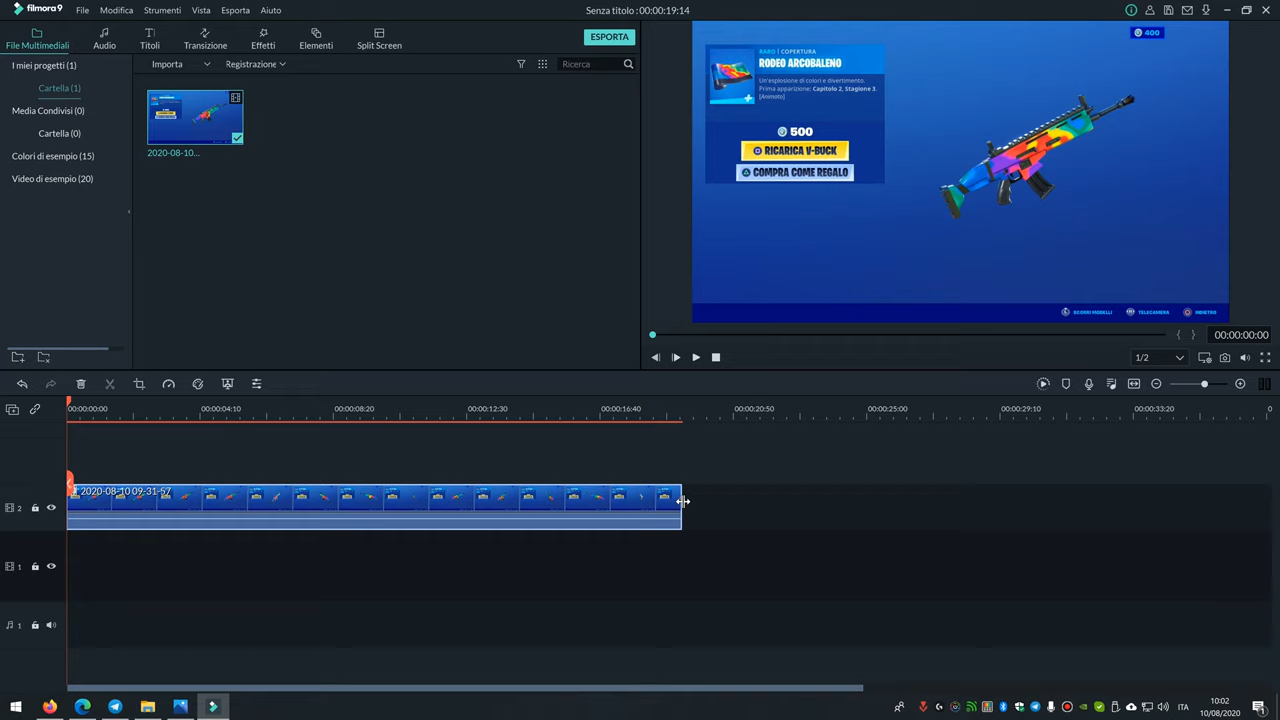 filmora9 File Modifica Strumenti Vista Esporta Aiuto Senza titolo : 00:00:19:14
File Multimediali Audio Titoli Transizione Effetti Elementi Split Screen ESPORTA
I miei progetti (1) Importa Registrazione Ricerca
Cartella (1)
Media Condivisi (0)
Cartella (0)
Colori di esempio (15)
Video di esempio (20)
2020-08-10...
400
RARO | COPERTURA
RODEO ARCOBALENO
Un'esplosione di colori e divertimento.
Prima apparizione: Capitolo 2, Stagione 3.
[Animato]
500
RICARICA V-BUCK
COMPRA COME REGALO
SCORRI MODELLI TELECAMERA INDIETRO
00:00:00:00
1/2
00:00:00:00 00:00:04:10 00:00:08:20 00:00:12:30 00:00:16:40 00:00:20:50 00:00:25:00 00:00:29:10 00:00:33:20 0
2020-08-10 09-31-57
2
1
1
ITA 10:02
10/08/2020